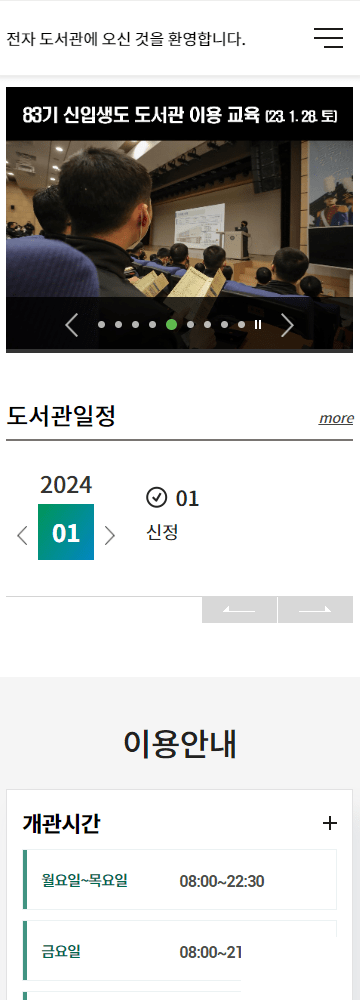 전자 도서관에 오신 것을 환영합니다.
83기 신입생도 도서관 이용 교육 (23. 1. 28. 토)
도서관일정
more
2024
01
01
신정
이용안내
개관시간
월요일~목요일 08:00~22:30
금요일 08:00~21